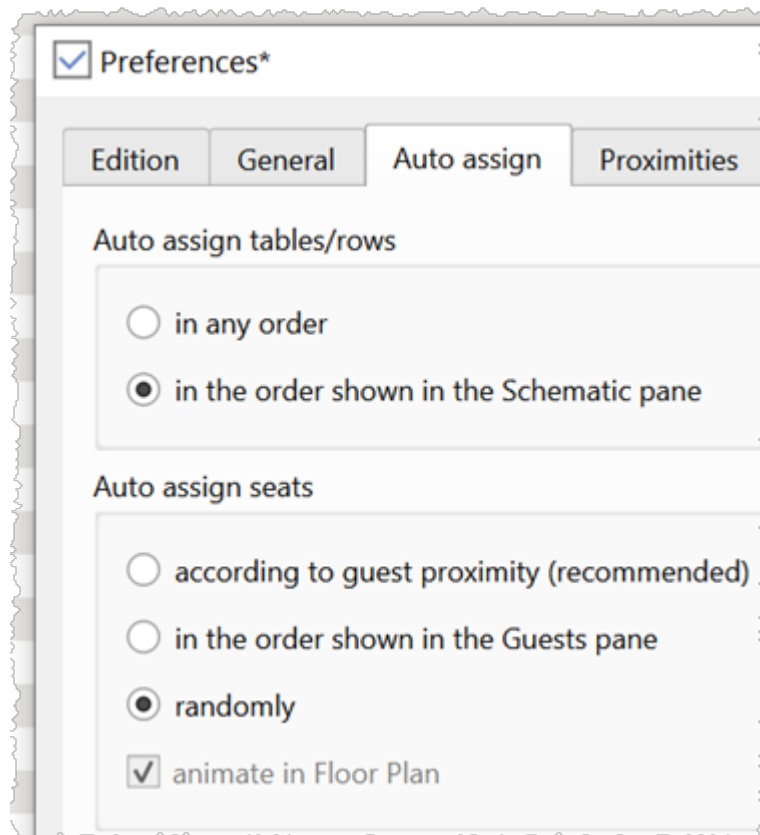 Preferences*
Edition General Auto assign Proximities
Auto assign tables/rows
in any order
in the order shown in the Schematic pane
Auto assign seats
according to guest proximity (recommended)
in the order shown in the Guests pane
randomly
animate in Floor Plan